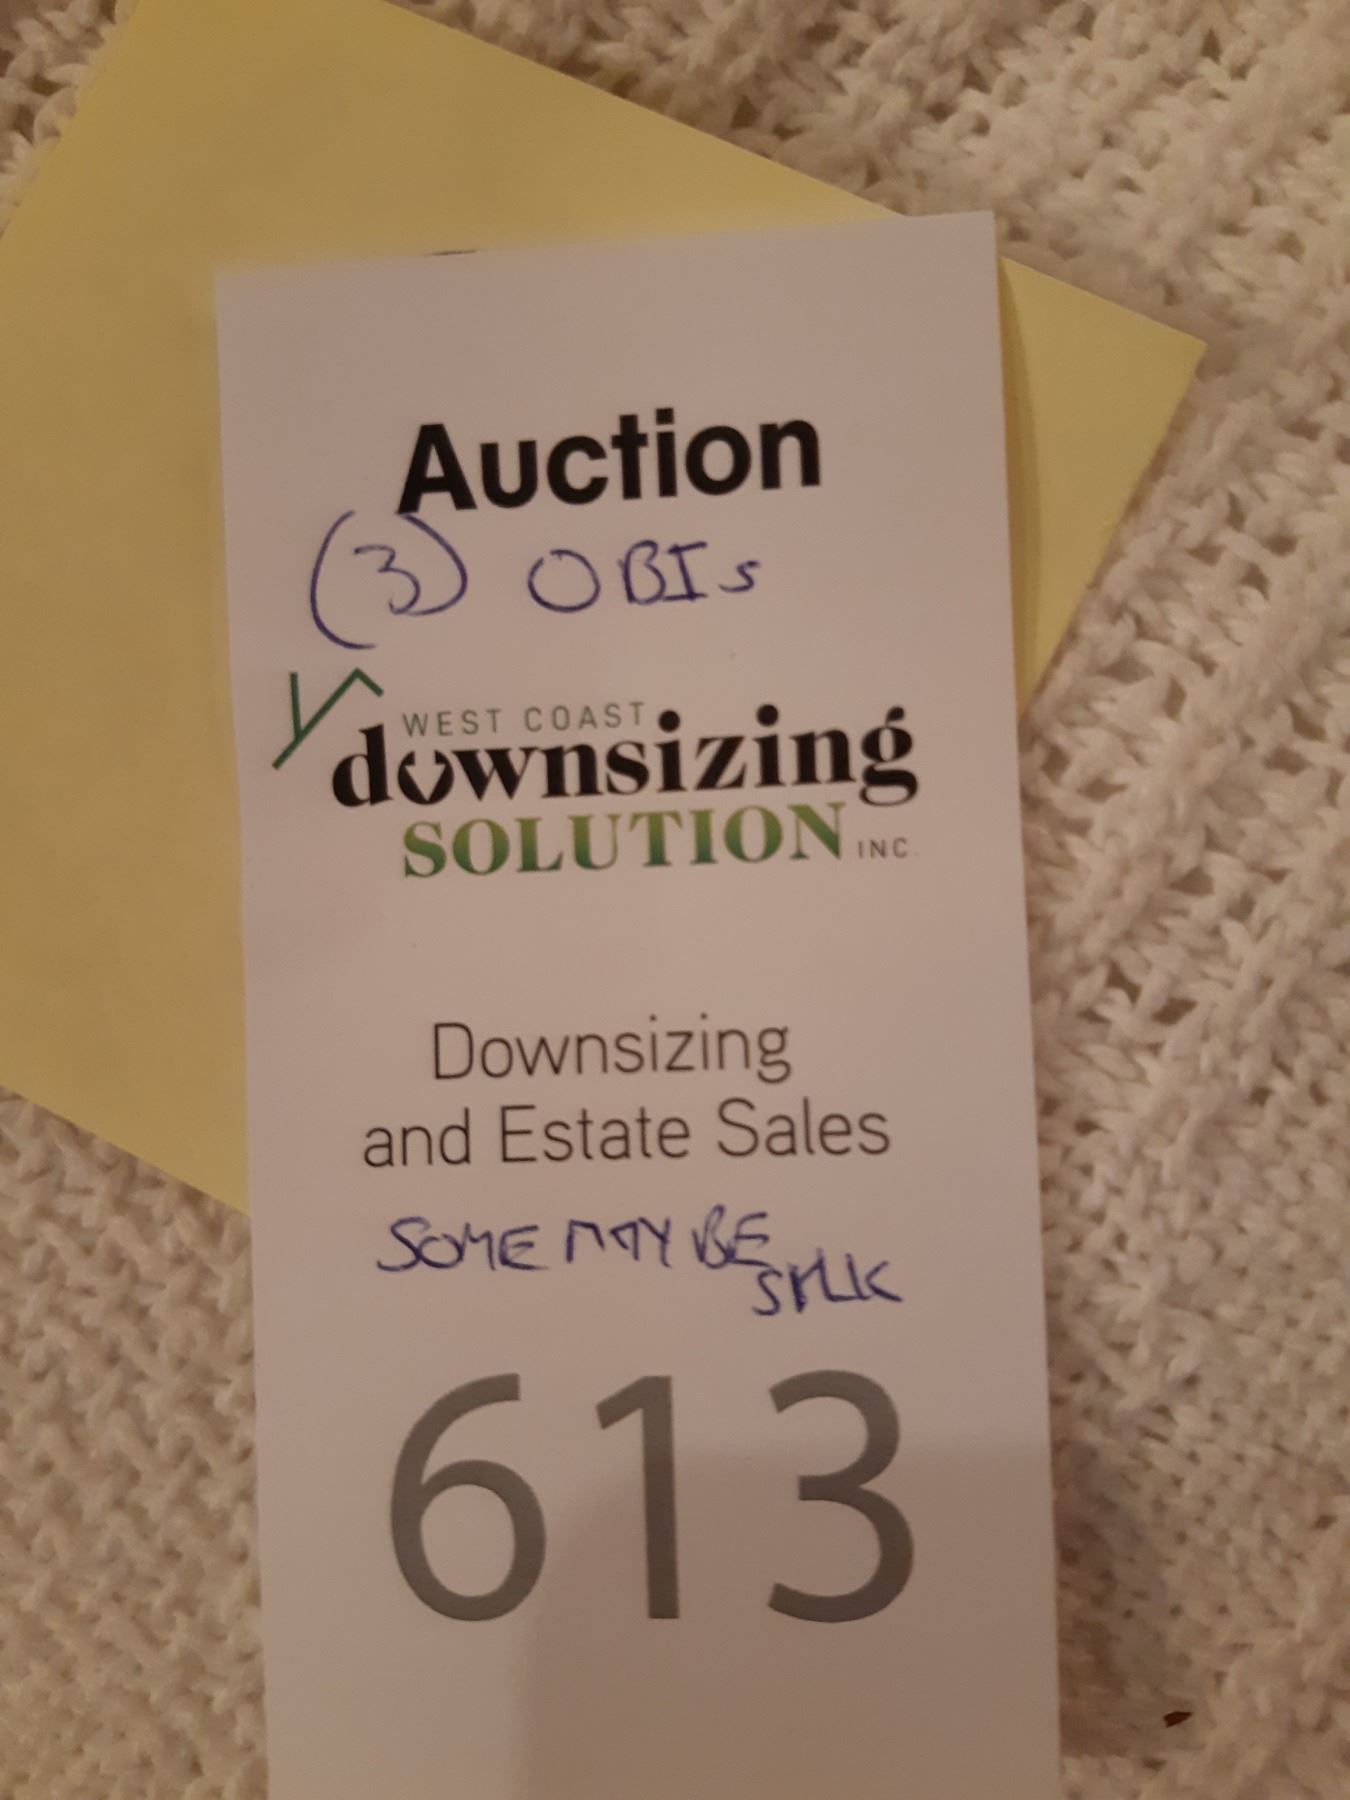 Auction
(3) OBIs
WEST COAST
downsizing
SOLUTION INC.
Downsizing
and Estate Sales
SOME MAY BE
SILK
613